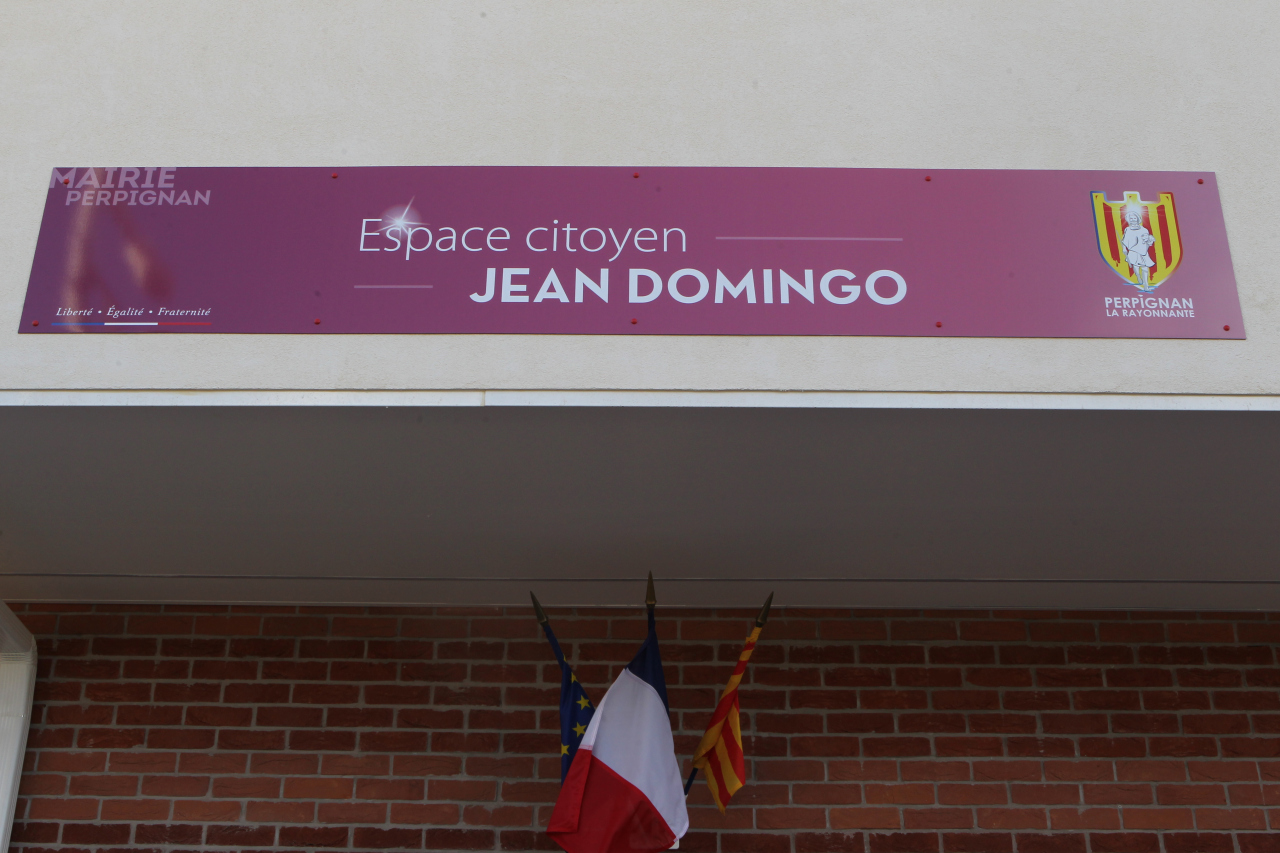 MAIRIE
PERPIGNAN
Espace citoyen
JEAN DOMINGO
Liberté • Égalité • Fraternité
PERPIGNAN
LA RAYONNANTE